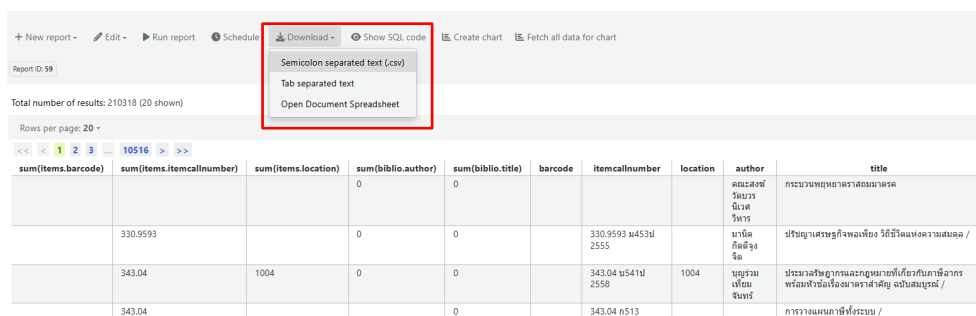 + New report - Edit - Run report Schedule Download - Show SQL code Create chart Fetch all data for chart
Semicolon separated text (.csv)
Report ID: 59
Tab separated text
Total number of results: 210318 (20 shown)
Open Document Spreadsheet
Rows per page: 20 -
<< < 1 2 3 ... 10516 > >>
sum(items.barcode) sum(items.itemcallnumber) sum(items.location) sum(biblio.author) sum(biblio.title) barcode itemcallnumber location author title
0 0 คณะสงฆ์ กระบวนพยุหยาตราสถลมาตรค
วัดบวร
นิเวศ
วิหาร
330.9593 0 0 330.9593 ม453ป มานิต ปรัชญาเศรษฐกิจพอเพียง วิถีชีวิตแห่งความสมดุล /
2555 กิตติจูง
จิต
343.04 1004 0 0 343.04 บ541ป 1004 บุญร่วม ประมวลรัษฎากรและกฎหมายที่เกี่ยวกับภาษีอากร
2558 เทียม พร้อมหัวข้อเรื่องมาตราสำคัญ ฉบับสมบูรณ์ /
จันทร์
343.04 0 343.04 ก513 การวางแผนภาษีทั้งระบบ /